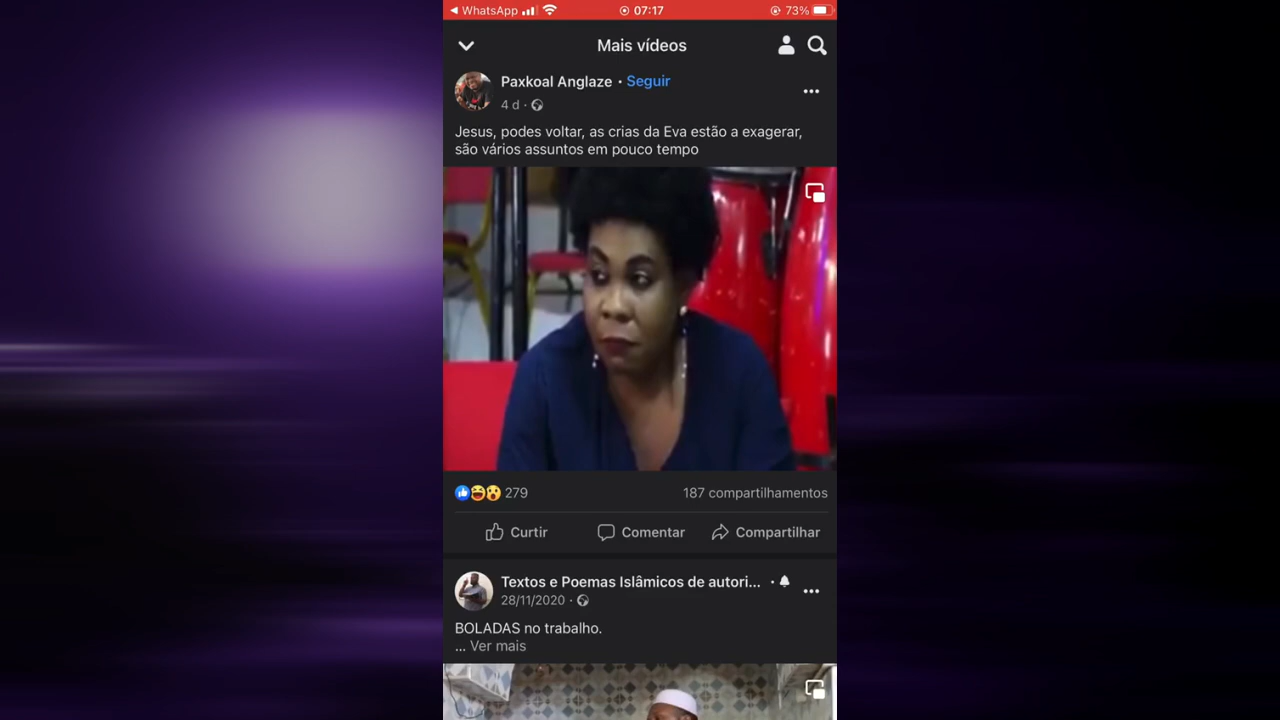 WhatsApp
07:17
73%
Mais vídeos
Paxkoal Anglaze · Seguir
4 d ·
Jesus, podes voltar, as crias da Eva estão a exagerar,
são vários assuntos em pouco tempo
279
187 compartilhamentos
Curtir
Comentar
Compartilhar
Textos e Poemas Islâmicos de autori... ·
28/11/2020 ·
BOLADAS no trabalho.
... Ver mais